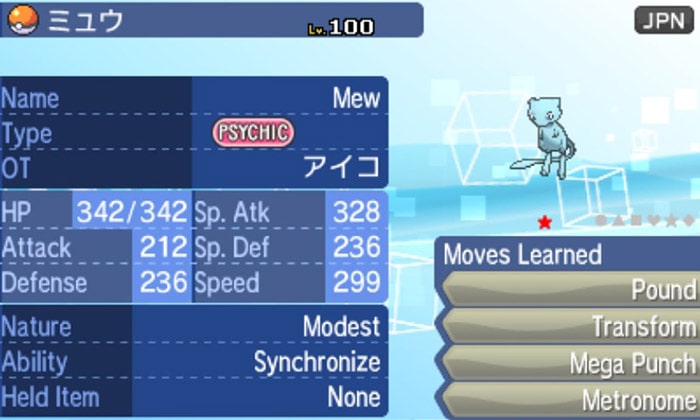 ミュウ Lv.100 JPN
Name Mew
Type PSYCHIC
OT アイコ
HP 342/342 Sp. Atk 328
Attack 212 Sp. Def 236
Defense 236 Speed 299
Nature Modest
Ability Synchronize
Held Item None
Moves Learned
Pound
Transform
Mega Punch
Metronome